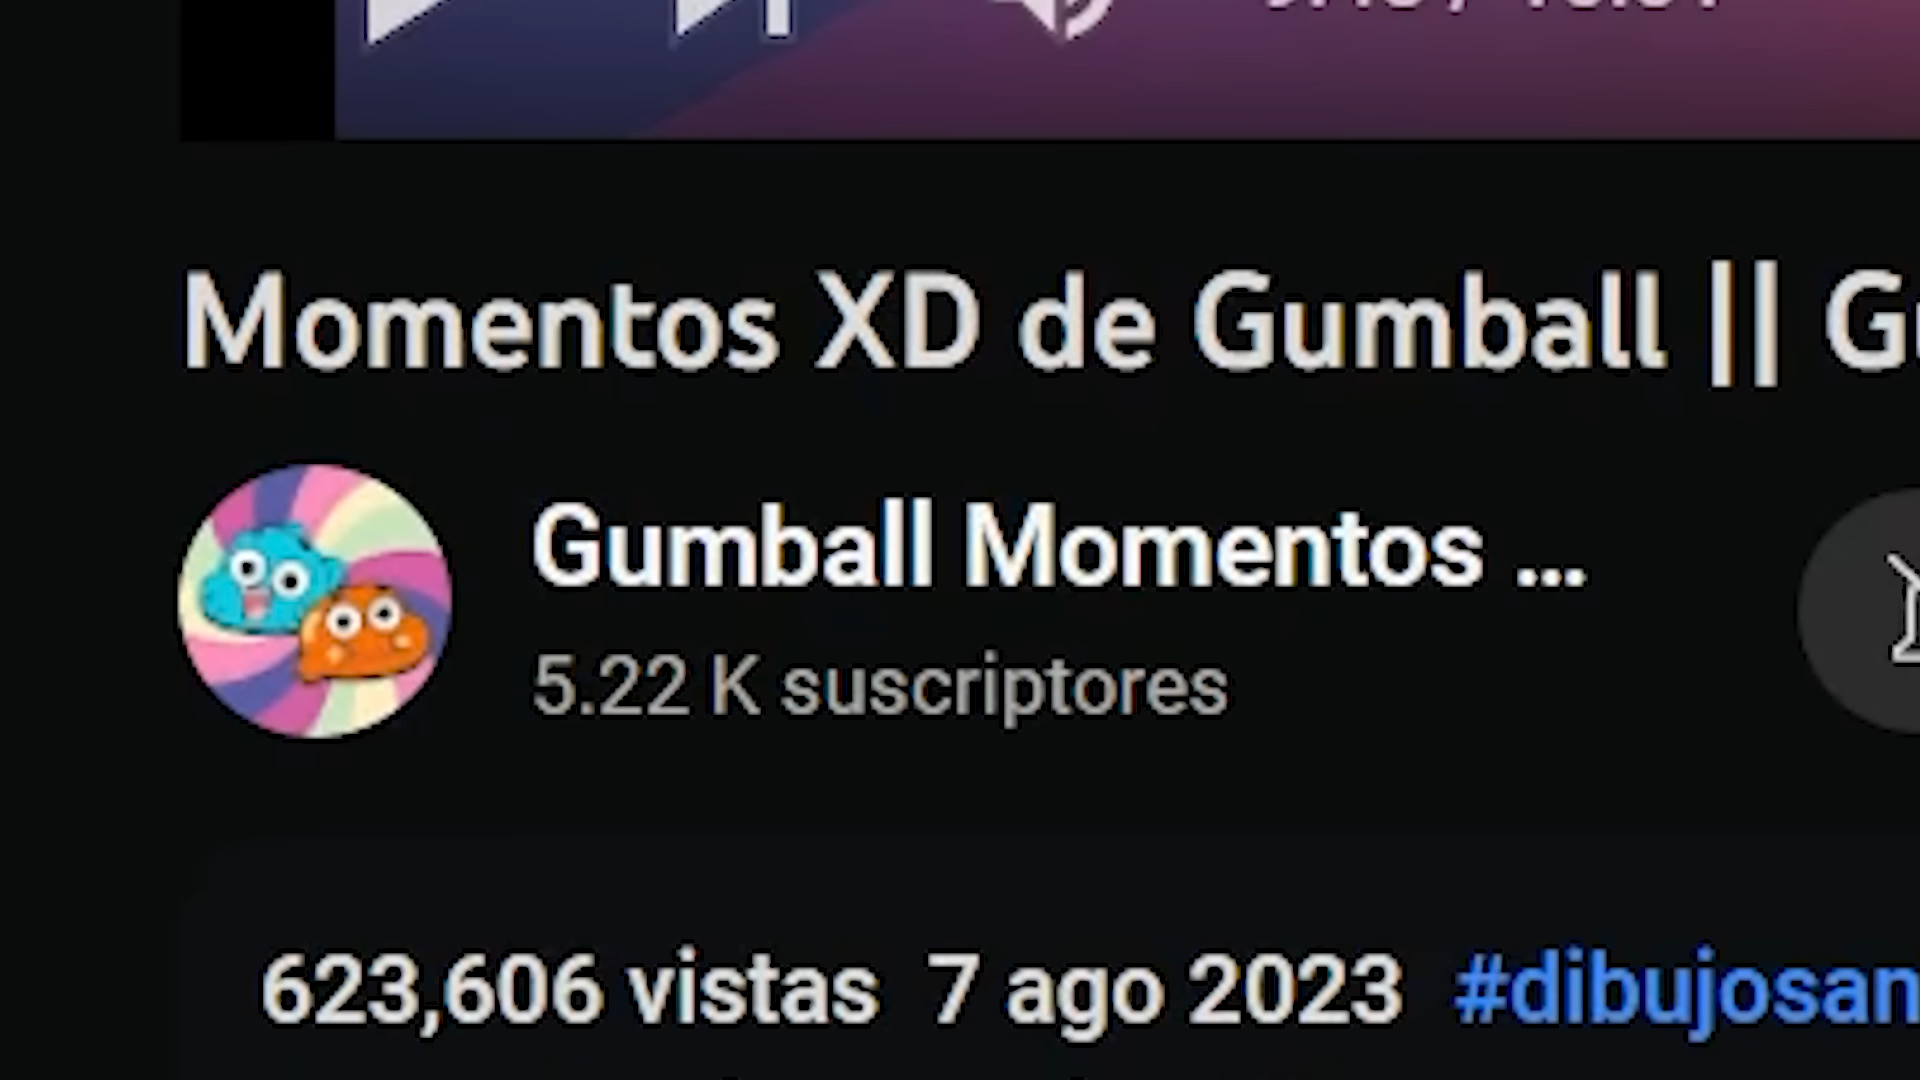 Momentos XD de Gumball ||
Gumball Momentos ...
5.22 K suscriptores
623,606 vistas 7 ago 2023 #dibujosan